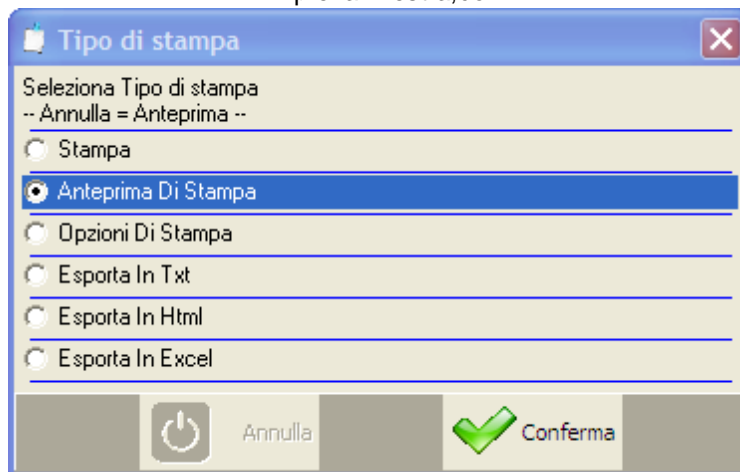 Tipo di stampa
Seleziona Tipo di stampa
-- Annulla = Anteprima --
Stampa
Anteprima Di Stampa
Opzioni Di Stampa
Esporta In Txt
Esporta In Html
Esporta In Excel
Annulla
Conferma